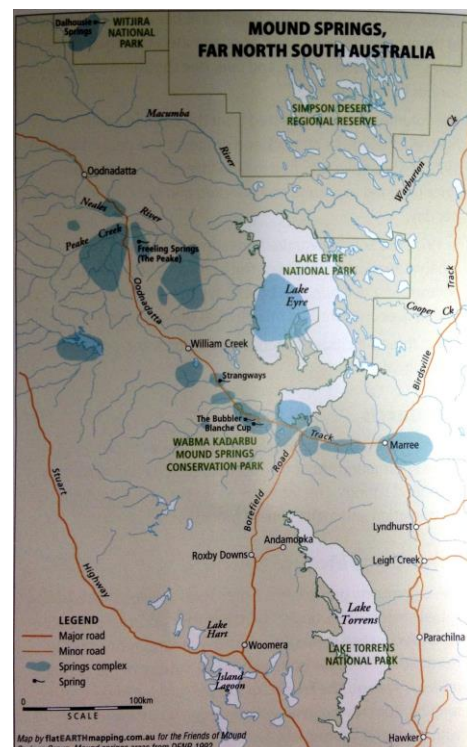 MOUND SPRINGS,
FAR NORTH SOUTH AUSTRALIA
Dalhousie
Springs
WITJIRA
NATIONAL
PARK
SIMPSON DESERT
REGIONAL RESERVE
Macumba
River
Warburton
Ck
Oodnadatta
Neales
River
Peake Creek
Freeling Springs
(The Peake)
LAKE EYRE
NATIONAL PARK
Lake
Eyre
Oodnadatta
Track
Cooper Ck
William Creek
Birdsville
Strangways
The Bubbler
Blanche Cup
WABMA KADARBU
MOUND SPRINGS
CONSERVATION PARK
Track
Marree
Stuart
Highway
Borefield
Road
Lyndhurst
Andamooka
Roxby Downs
Leigh Creek
Lake
Torrens
LEGEND
Major road
Minor road
Springs complex
Spring
Lake
Hart
Woomera
Parachilna
LAKE TORRENS
NATIONAL PARK
Island
Lagoon
0
100km
SCALE
Hawker
Map by flatEARTHmapping.com.au for the Friends of Mound